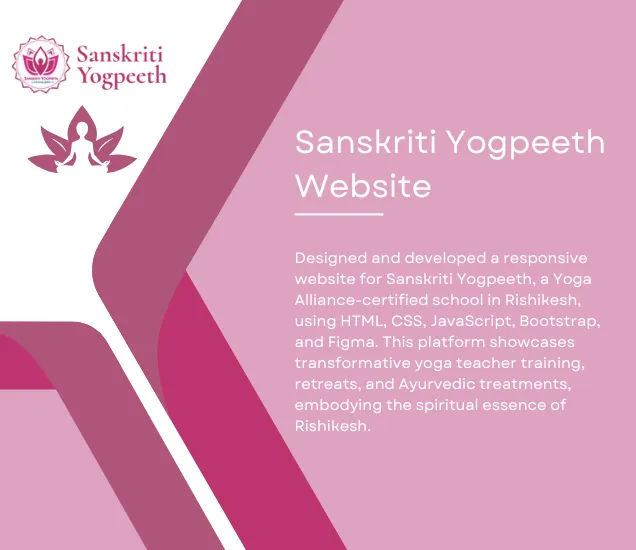 Sanskriti
Yogpeeth
Sanskriti Yogpeeth
Website
Designed and developed a responsive
website for Sanskriti Yogpeeth, a Yoga
Alliance-certified school in Rishikesh,
using HTML, CSS, JavaScript, Bootstrap,
and Figma. This platform showcases
transformative yoga teacher training,
retreats, and Ayurvedic treatments,
embodying the spiritual essence of
Rishikesh.